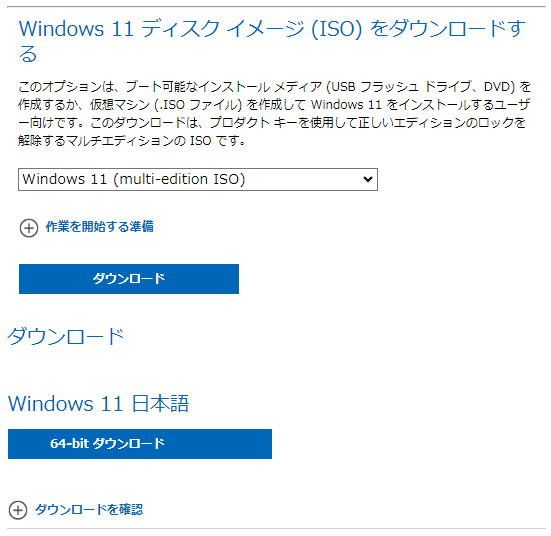 Windows 11 ディスク イメージ (ISO) をダウンロードす
る
このオプションは、ブート可能なインストール メディア (USB フラッシュ ドライブ、DVD) を
作成するか、仮想マシン (.ISO ファイル) を作成して Windows 11 をインストールするユーザ
ー向けです。このダウンロードは、プロダクト キーを使用して正しいエディションのロックを
解除するマルチエディションの ISO です。
Windows 11 (multi-edition ISO)
作業を開始する準備
ダウンロード
ダウンロード
Windows 11 日本語
64-bit ダウンロード
ダウンロードを確認